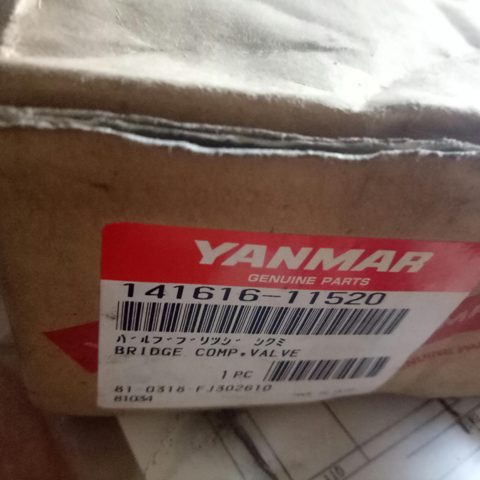 YANMAR
GENUINE PARTS
141616-11520
バルブブリッジ クミ
BRIDGE COMP.VALVE
1 PC
81-0318-FJ302610
81034